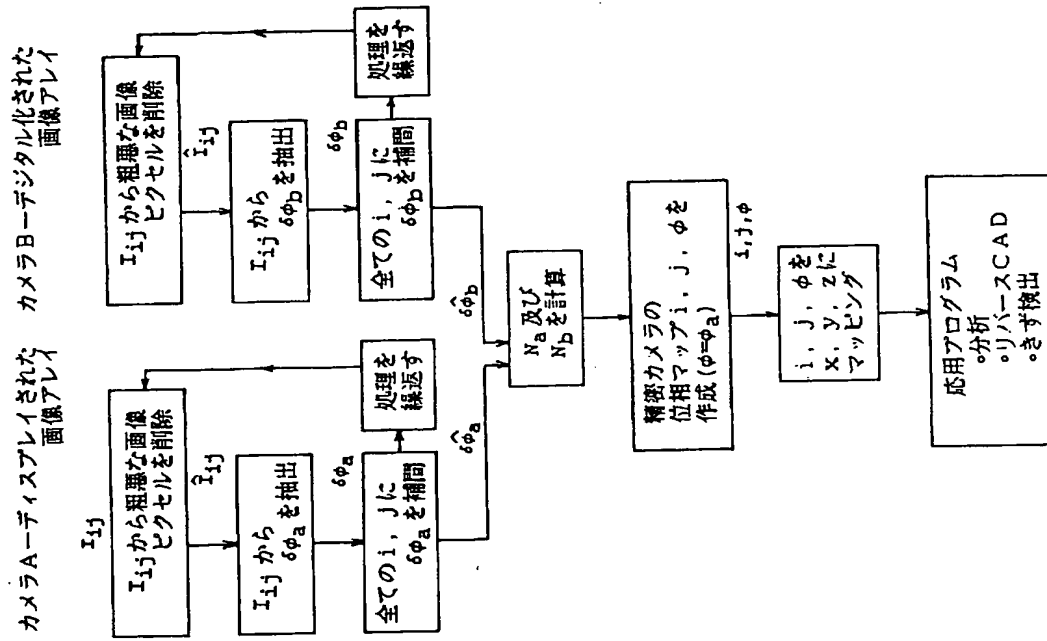 カメラA—ディスプレイされた
画像アレイ
I_ij
I_ijから粗悪な画像
ピクセルを削除
Î_ij
I_ijから
δφ_aを抽出
δφ_a
全てのi, jに
δφ_aを補間
処理を
繰返す
δφ̂_a
カメラB—デジタル化された
画像アレイ
I_ijから粗悪な画像
ピクセルを削除
Î_ij
I_ijから
δφ_bを抽出
δφ_b
全てのi, jに
δφ_bを補間
処理を
繰返す
δφ̂_b
N_a及び
N_bを計算
精密カメラの
位相マップi, j, φを
作成(φ=φ_a)
i,j,φ
i, j, φを
x, y, zに
マッピング
応用プログラム
°分析
°リバースCAD
°きず検出